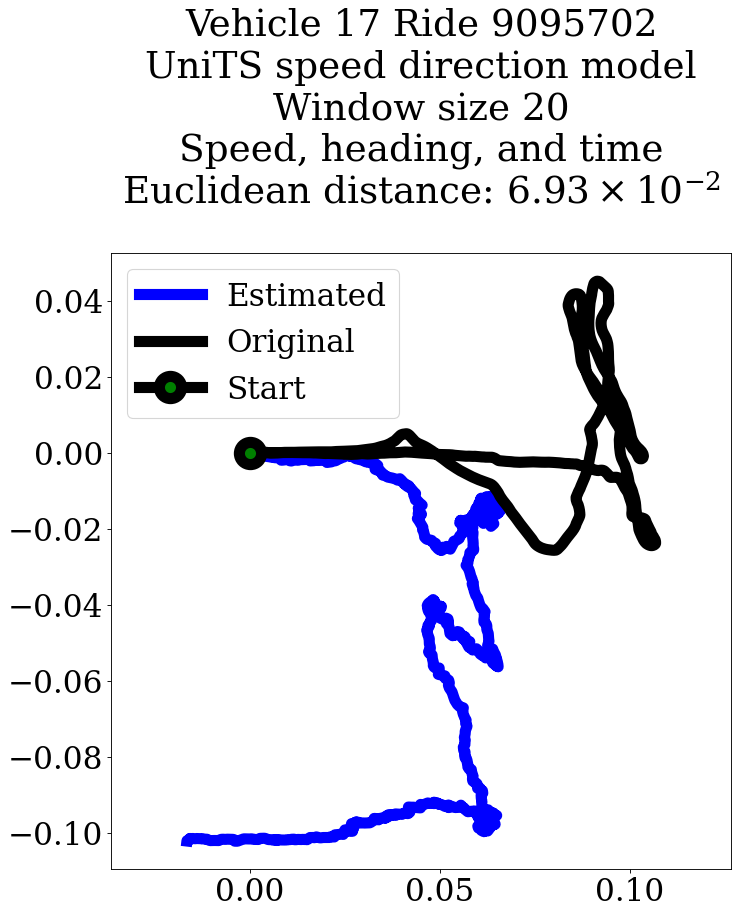 Vehicle 17 Ride 9095702
UniTS speed direction model
Window size 20
Speed, heading, and time
Euclidean distance: 6.93 × 10⁻²
Estimated
Original
Start
0.04
0.02
0.00
−0.02
−0.04
−0.06
−0.08
−0.10
0.00 0.05 0.10